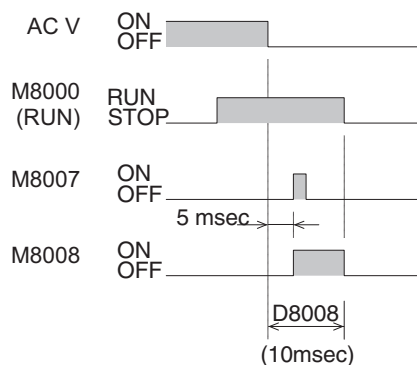 AC V ON
OFF
M8000 RUN
(RUN) STOP
M8007 ON
OFF
5 msec
M8008 ON
OFF
D8008
(10msec)